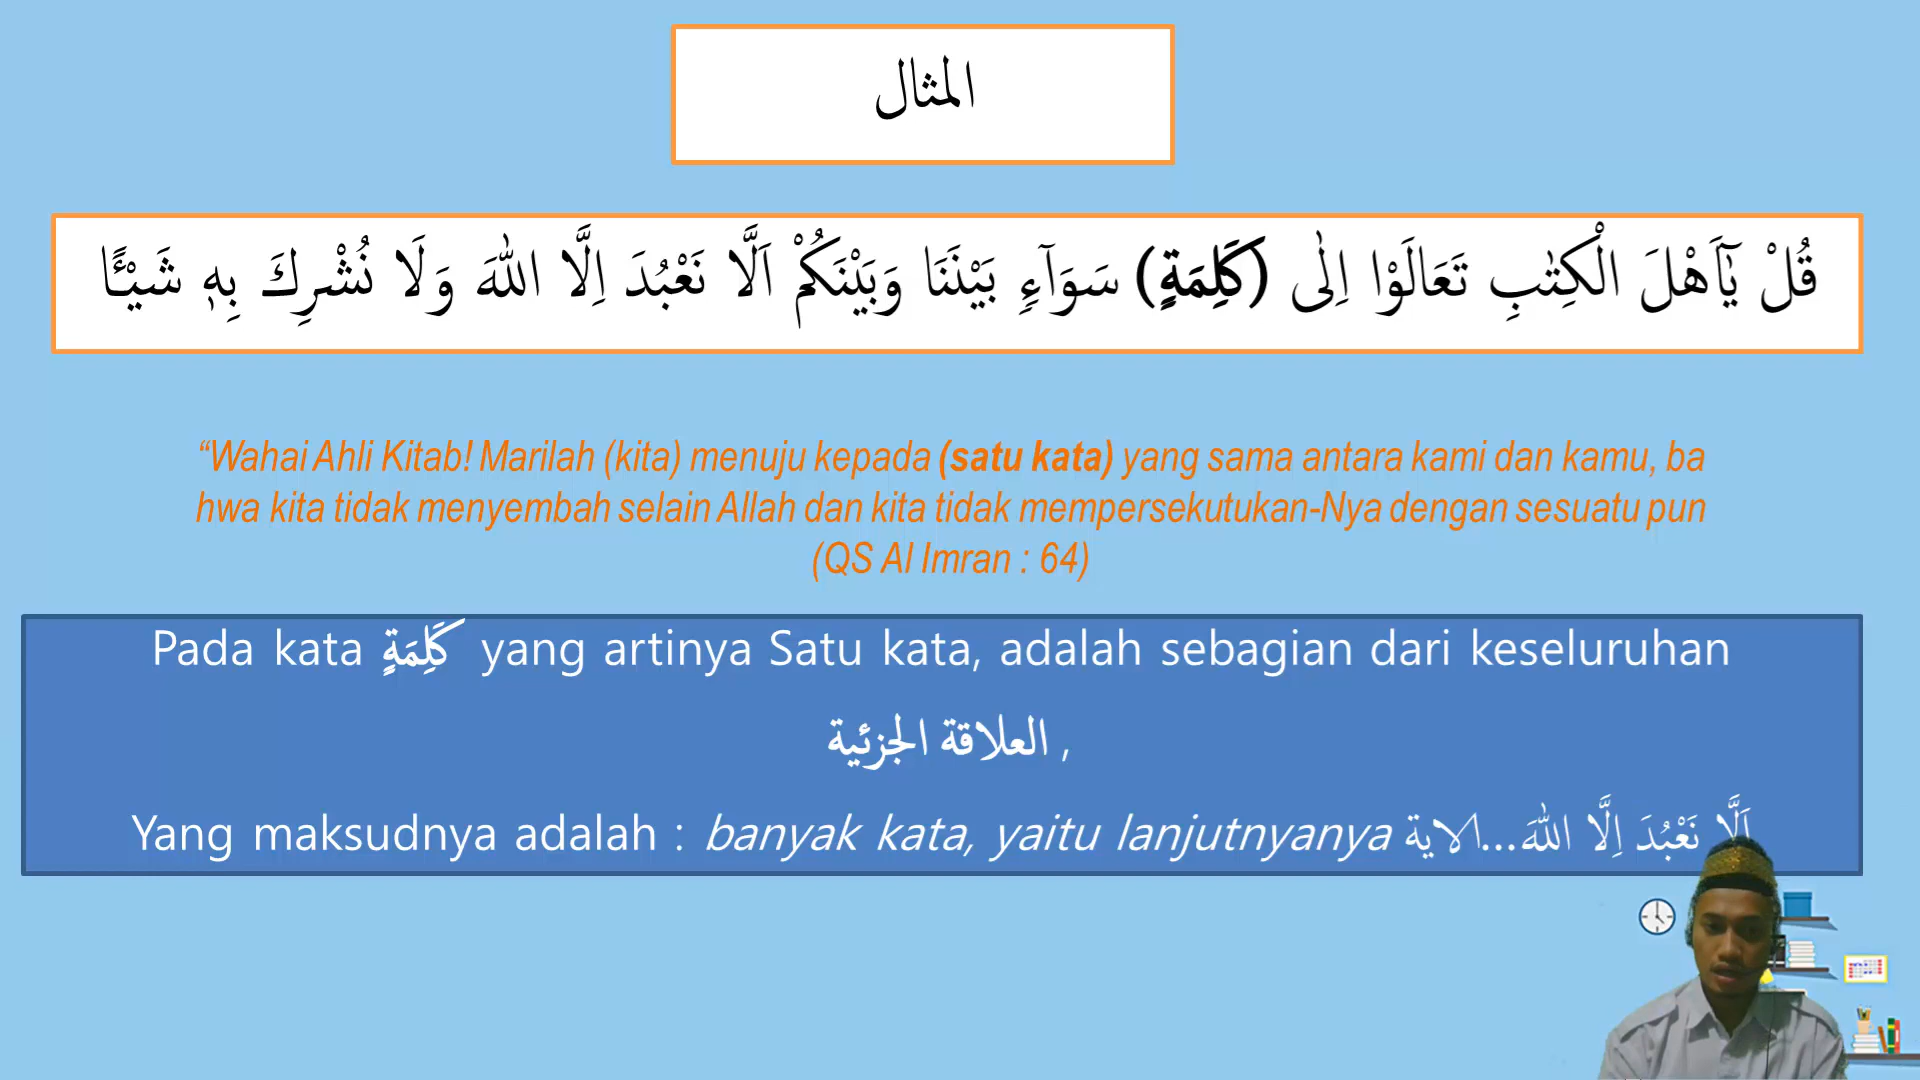 المثال
قُلْ يٰٓاَهْلَ الْكِتٰبِ تَعَالَوْا اِلٰى (كَلِمَةٍ) سَوَاۤءٍۢ بَيْنَنَا وَبَيْنَكُمْ اَلَّا نَعْبُدَ اِلَّا اللّٰهَ وَلَا نُشْرِكَ بِهٖ شَيْـًٔا
“Wahai Ahli Kitab! Marilah (kita) menuju kepada (satu kata) yang sama antara kami dan kamu, ba
hwa kita tidak menyembah selain Allah dan kita tidak mempersekutukan-Nya dengan sesuatu pun
(QS Al Imran : 64)
Pada kata كَلِمَةٍ yang artinya Satu kata, adalah sebagian dari keseluruhan
العلاقة الجزئية ,
Yang maksudnya adalah : banyak kata, yaitu lanjutnyanya اَلَّا نَعْبُدَ اِلَّا اللّٰهَ...الاية